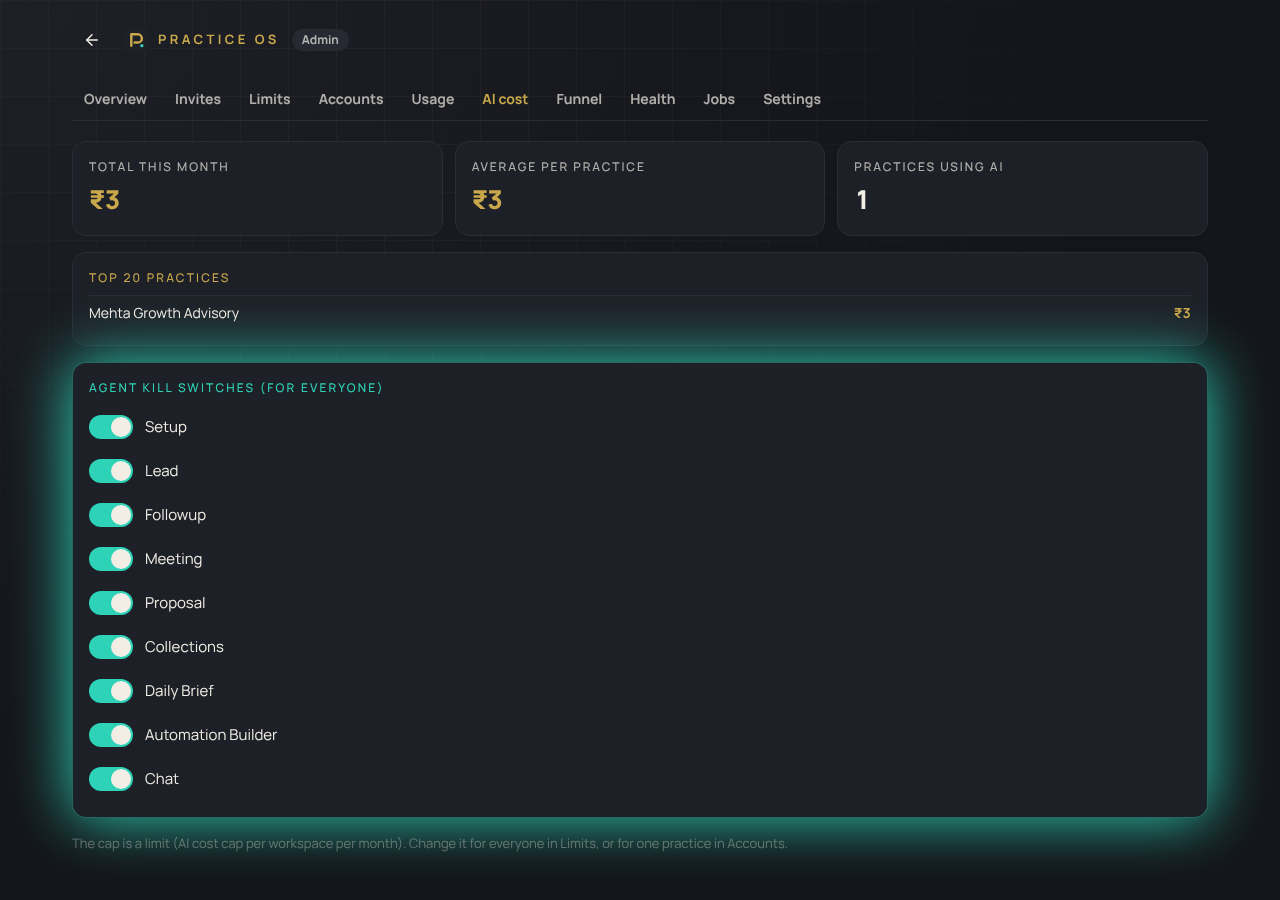 PRACTICE OS Admin
Overview Invites Limits Accounts Usage AI cost Funnel Health Jobs Settings
TOTAL THIS MONTH
₹3
AVERAGE PER PRACTICE
₹3
PRACTICES USING AI
1
TOP 20 PRACTICES
Mehta Growth Advisory ₹3
AGENT KILL SWITCHES (FOR EVERYONE)
Setup
Lead
Followup
Meeting
Proposal
Collections
Daily Brief
Automation Builder
Chat
The cap is a limit (AI cost cap per workspace per month). Change it for everyone in Limits, or for one practice in Accounts.